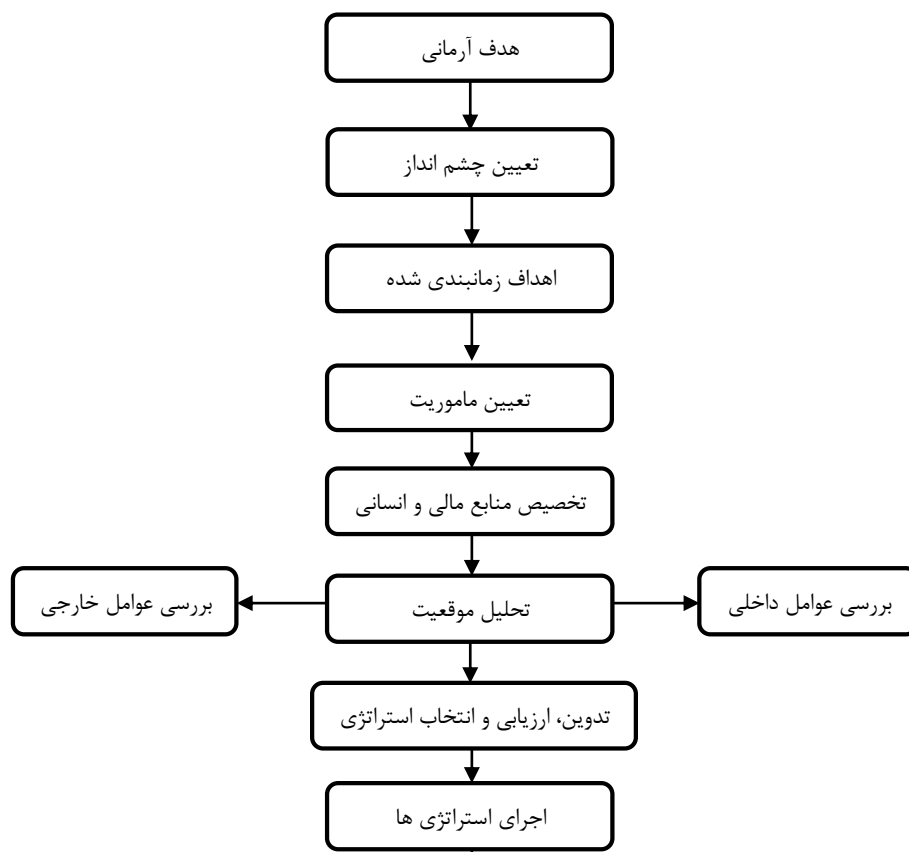 هدف آرمانی
تعیین چشم انداز
اهداف زمانبندی شده
تعیین ماموریت
تخصیص منابع مالی و انسانی
بررسی عوامل داخلی
تحلیل موقعیت
بررسی عوامل خارجی
تدوین، ارزیابی و انتخاب استراتژی
اجرای استراتژی ها